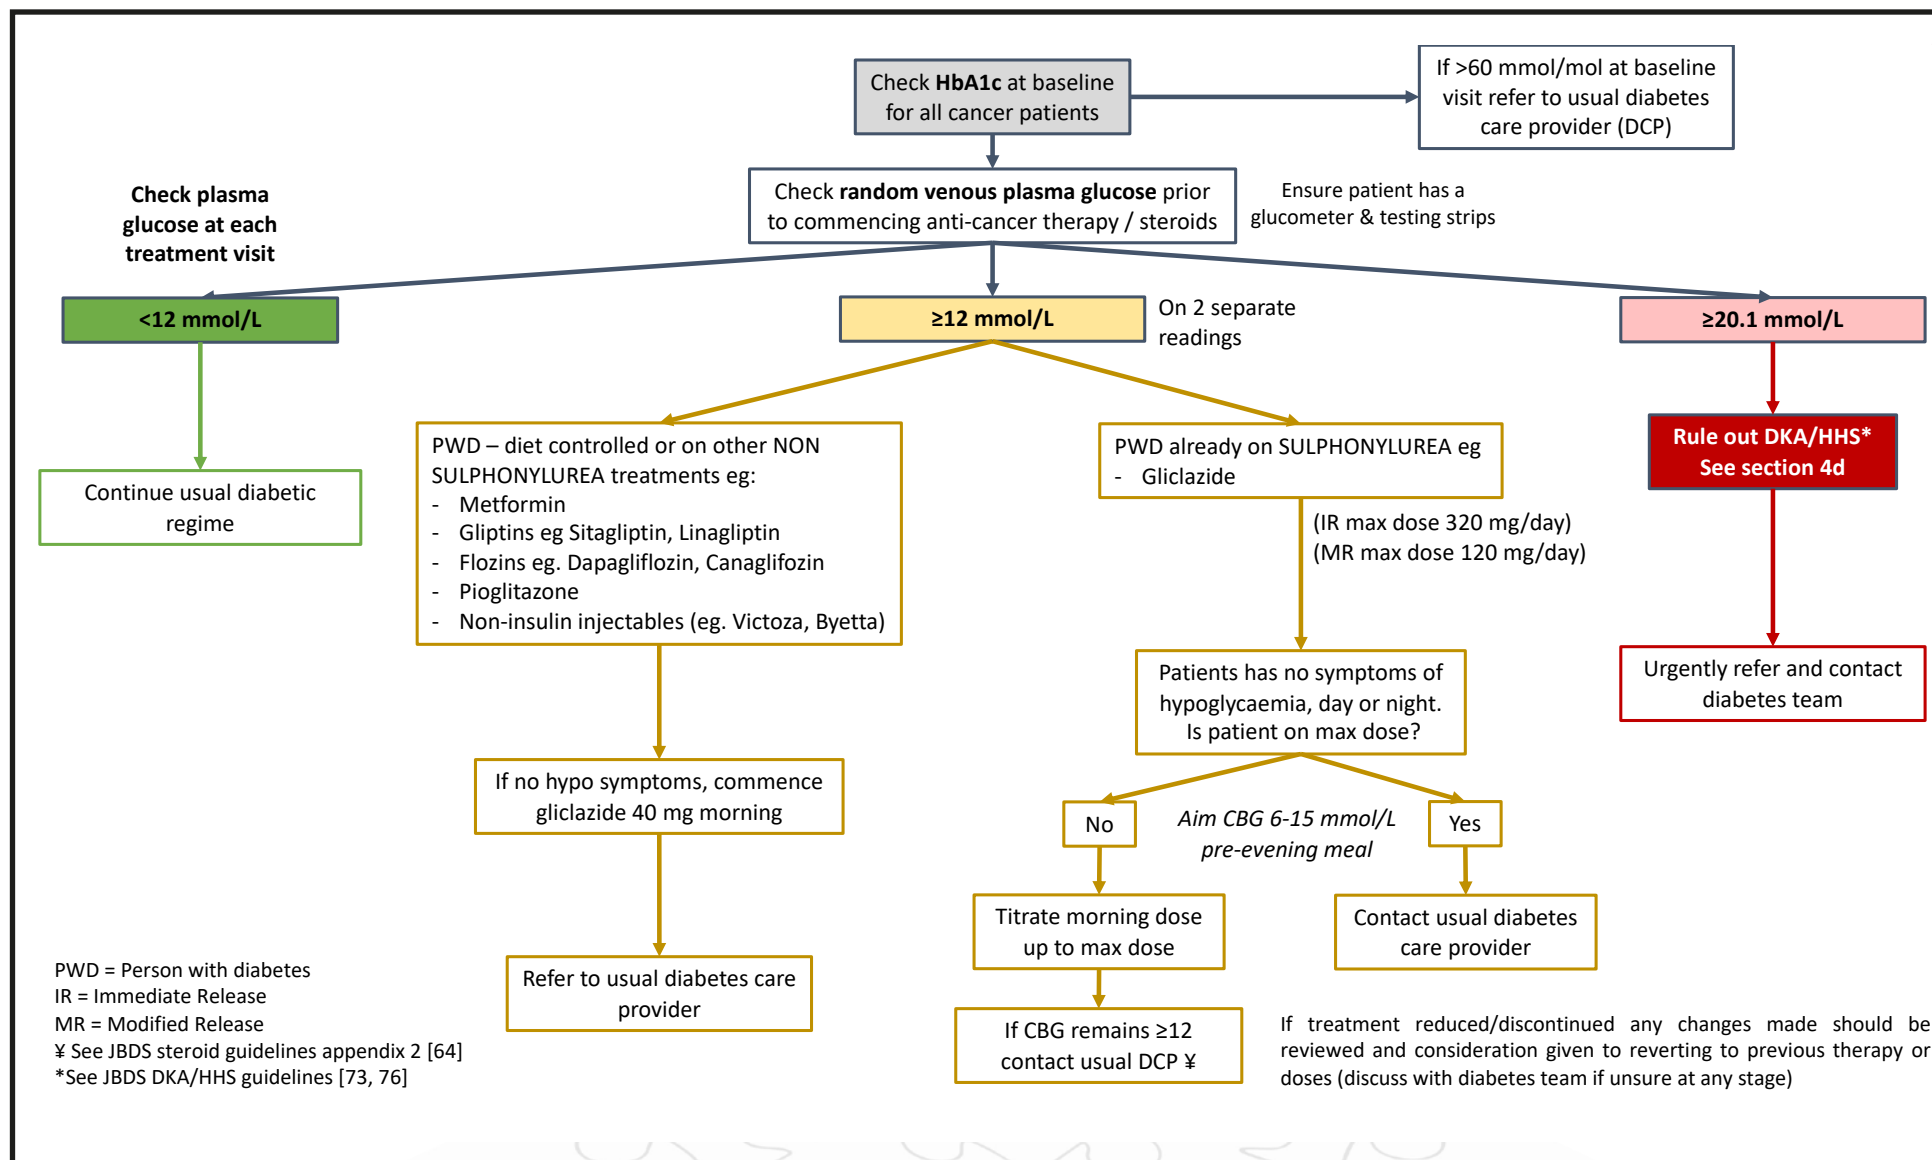 Check HbA1c at baseline
for all cancer patients
If >60 mmol/mol at baseline
visit refer to usual diabetes
care provider (DCP)
Check plasma
glucose at each
treatment visit
Check random venous plasma glucose prior
to commencing anti-cancer therapy / steroids
Ensure patient has a
glucometer & testing strips
<12 mmol/L
≥12 mmol/L
On 2 separate
readings
≥20.1 mmol/L
Continue usual diabetic
regime
PWD – diet controlled or on other NON
SULPHONYLUREA treatments eg:
- Metformin
- Gliptins eg Sitagliptin, Linagliptin
- Flozins eg. Dapagliflozin, Canaglifozin
- Pioglitazone
- Non-insulin injectables (eg. Victoza, Byetta)
PWD already on SULPHONYLUREA eg
- Gliclazide
(IR max dose 320 mg/day)
(MR max dose 120 mg/day)
Rule out DKA/HHS*
See section 4d
Patients has no symptoms of
hypoglycaemia, day or night.
Is patient on max dose?
Urgently refer and contact
diabetes team
If no hypo symptoms, commence
gliclazide 40 mg morning
No
Aim CBG 6-15 mmol/L
pre-evening meal
Yes
Titrate morning dose
up to max dose
Contact usual diabetes
care provider
Refer to usual diabetes care
provider
If CBG remains ≥12
contact usual DCP ¥
PWD = Person with diabetes
IR = Immediate Release
MR = Modified Release
¥ See JBDS steroid guidelines appendix 2 [64]
*See JBDS DKA/HHS guidelines [73, 76]
If treatment reduced/discontinued any changes made should be
reviewed and consideration given to reverting to previous therapy or
doses (discuss with diabetes team if unsure at any stage)